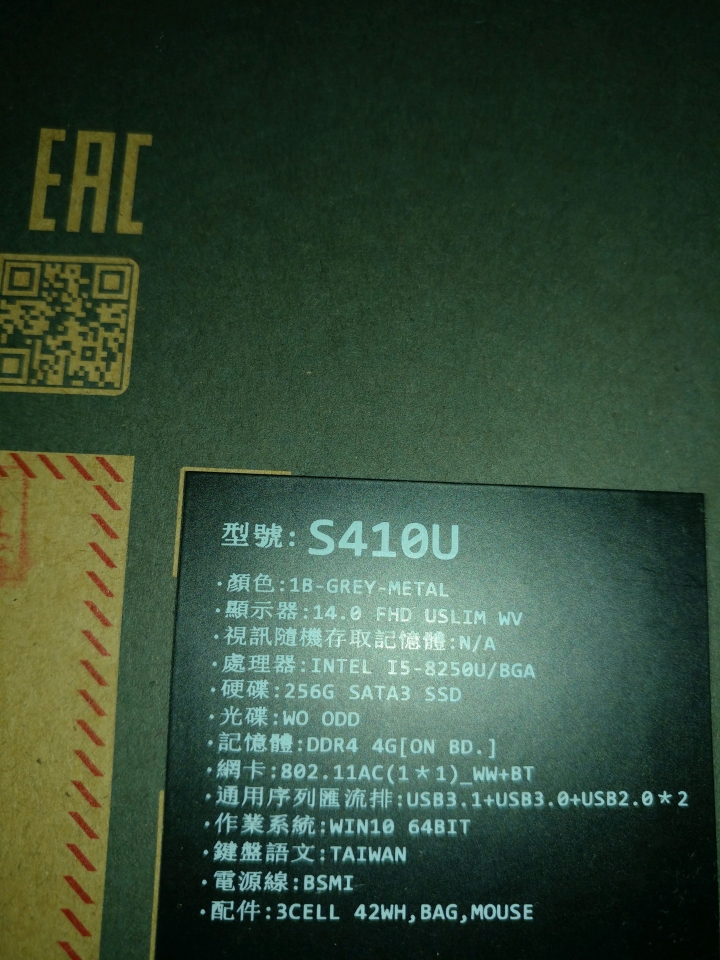 EAC
型號:S410U
·顏色:1B-GREY-METAL
·顯示器:14.0 FHD USLIM WV
·視訊隨機存取記憶體:N/A
·處理器:INTEL I5-8250U/BGA
·硬碟:256G SATA3 SSD
·光碟:WO ODD
·記憶體:DDR4 4G[ON BD.]
·網卡:802.11AC(1*1)_WW+BT
·通用序列匯流排:USB3.1+USB3.0+USB2.0*2
·作業系統:WIN10 64BIT
·鍵盤語文:TAIWAN
·電源線:BSMI
·配件:3CELL 42WH,BAG,MOUSE